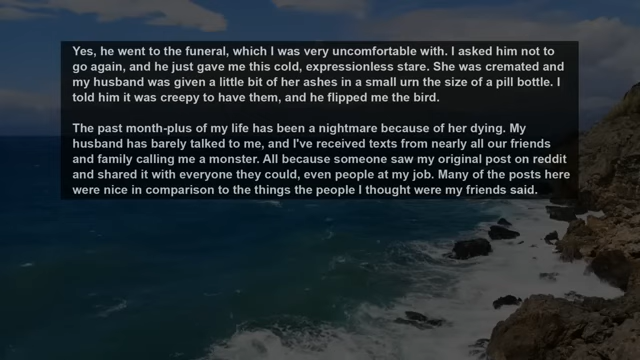 Yes, he went to the funeral, which I was very uncomfortable with. I asked him not to
go again, and he just gave me this cold, expressionless stare. She was cremated and
my husband was given a little bit of her ashes in a small urn the size of a pill bottle. I
told him it was creepy to have them, and he flipped me the bird.
The past month-plus of my life has been a nightmare because of her dying. My
husband has barely talked to me, and I've received texts from nearly all our friends
and family calling me a monster. All because someone saw my original post on reddit
and shared it with everyone they could, even people at my job. Many of the posts here
were nice in comparison to the things the people I thought were my friends said.